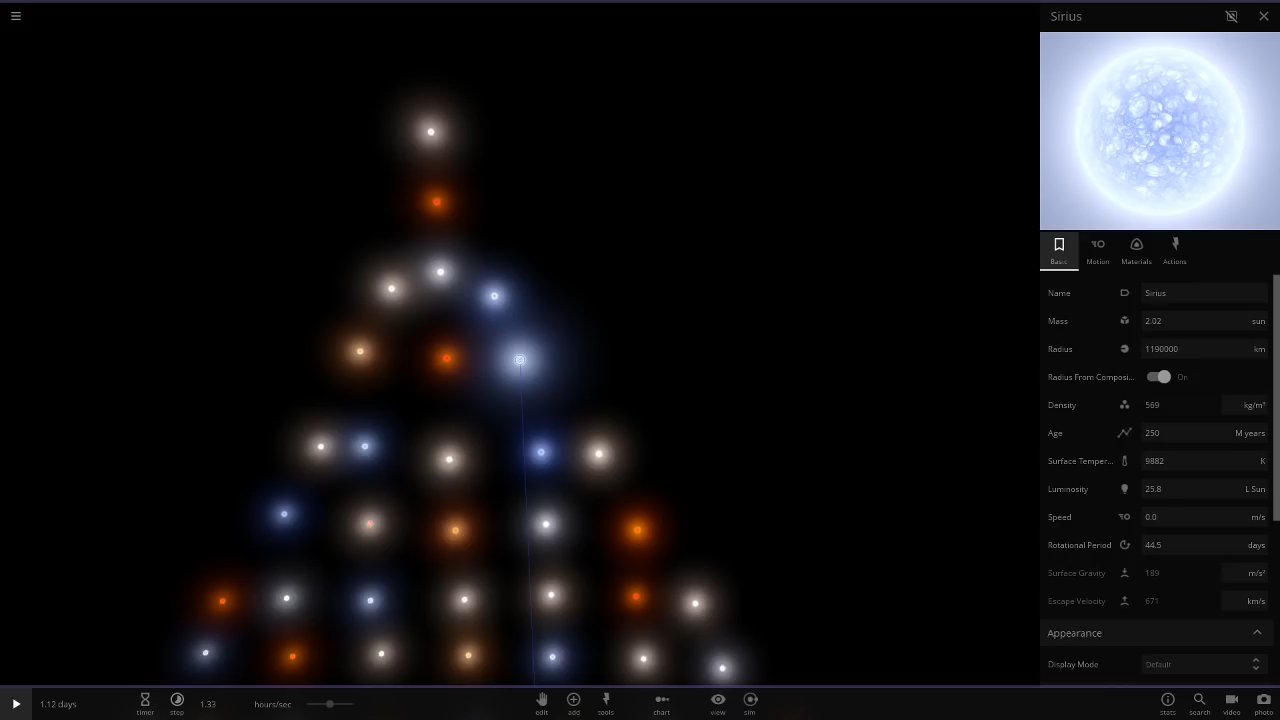 Sirius
Basic
Motion
Materials
Actions
Name Sirius
Mass 2.02 sun
Radius 1190000 km
Radius From Composi... On
Density 569 kg/m³
Age 250 M years
Surface Temper... 9882 K
Luminosity 25.8 L Sun
Speed 0.0 m/s
Rotational Period 44.5 days
Surface Gravity 189 m/s²
Escape Velocity 671 km/s
Appearance
Display Mode Default
1.12 days
timer
step
1.33
hours/sec
edit
add
tools
chart
view
sim
stats
search
video
photo